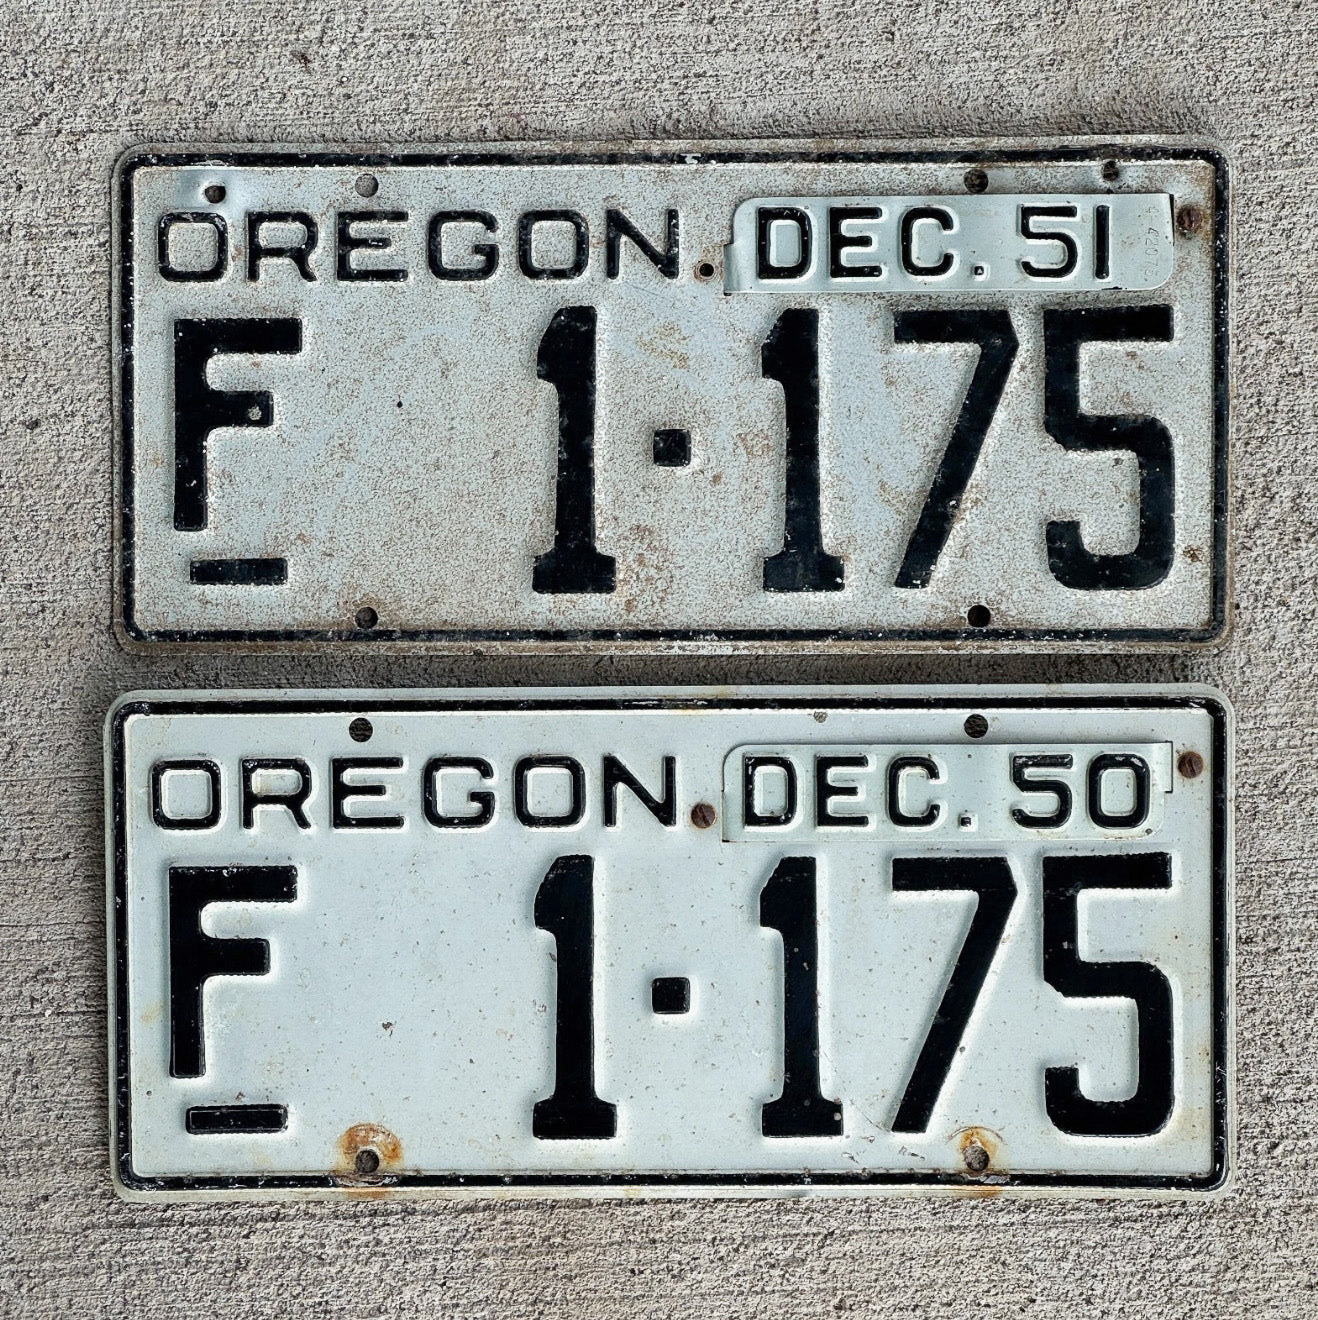 OREGON DEC. 51
F 1·175
OREGON DEC. 50
F 1·175